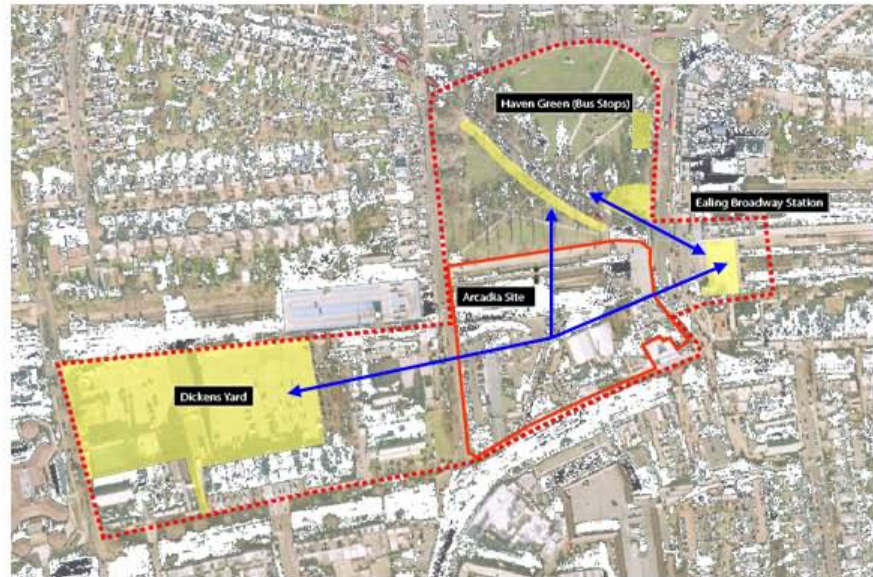 Haven Green (Bus Stops)
Ealing Broadway Station
Arcadia Site
Dickens Yard